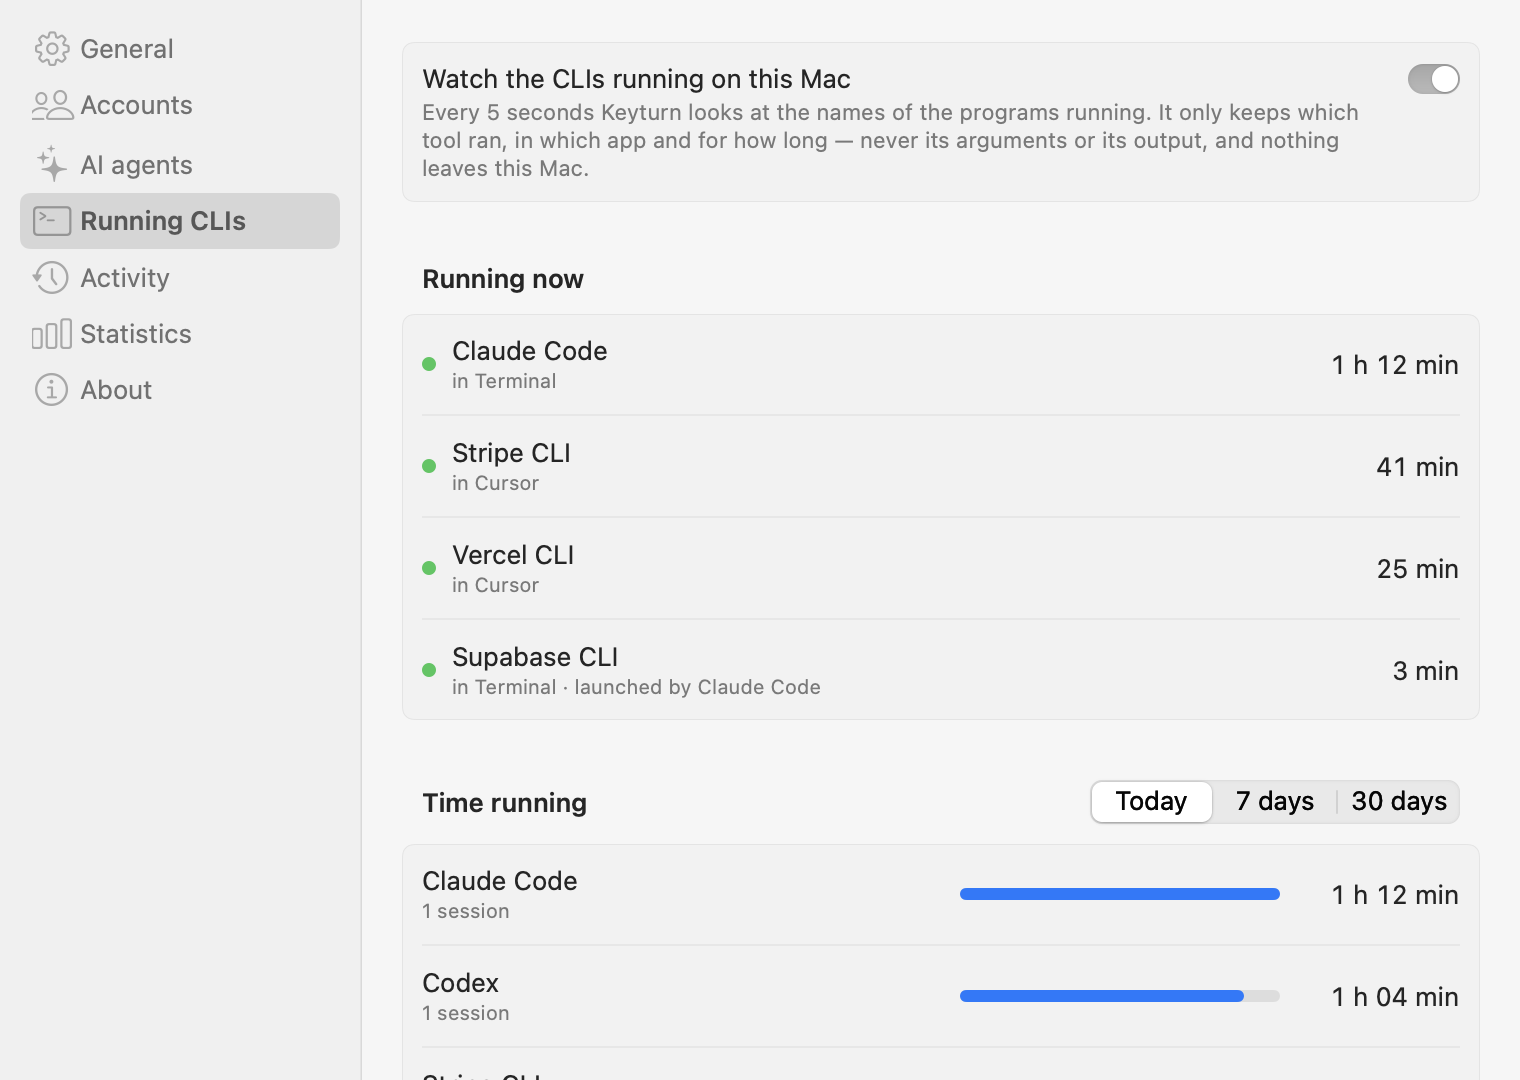 General
Accounts
AI agents
Running CLIs
Activity
Statistics
About
Watch the CLIs running on this Mac
Every 5 seconds Keyturn looks at the names of the programs running. It only keeps which
tool ran, in which app and for how long — never its arguments or its output, and nothing
leaves this Mac.
Running now
Claude Code
in Terminal
1 h 12 min
Stripe CLI
in Cursor
41 min
Vercel CLI
in Cursor
25 min
Supabase CLI
in Terminal · launched by Claude Code
3 min
Time running
Today
7 days
30 days
Claude Code
1 session
1 h 12 min
Codex
1 session
1 h 04 min